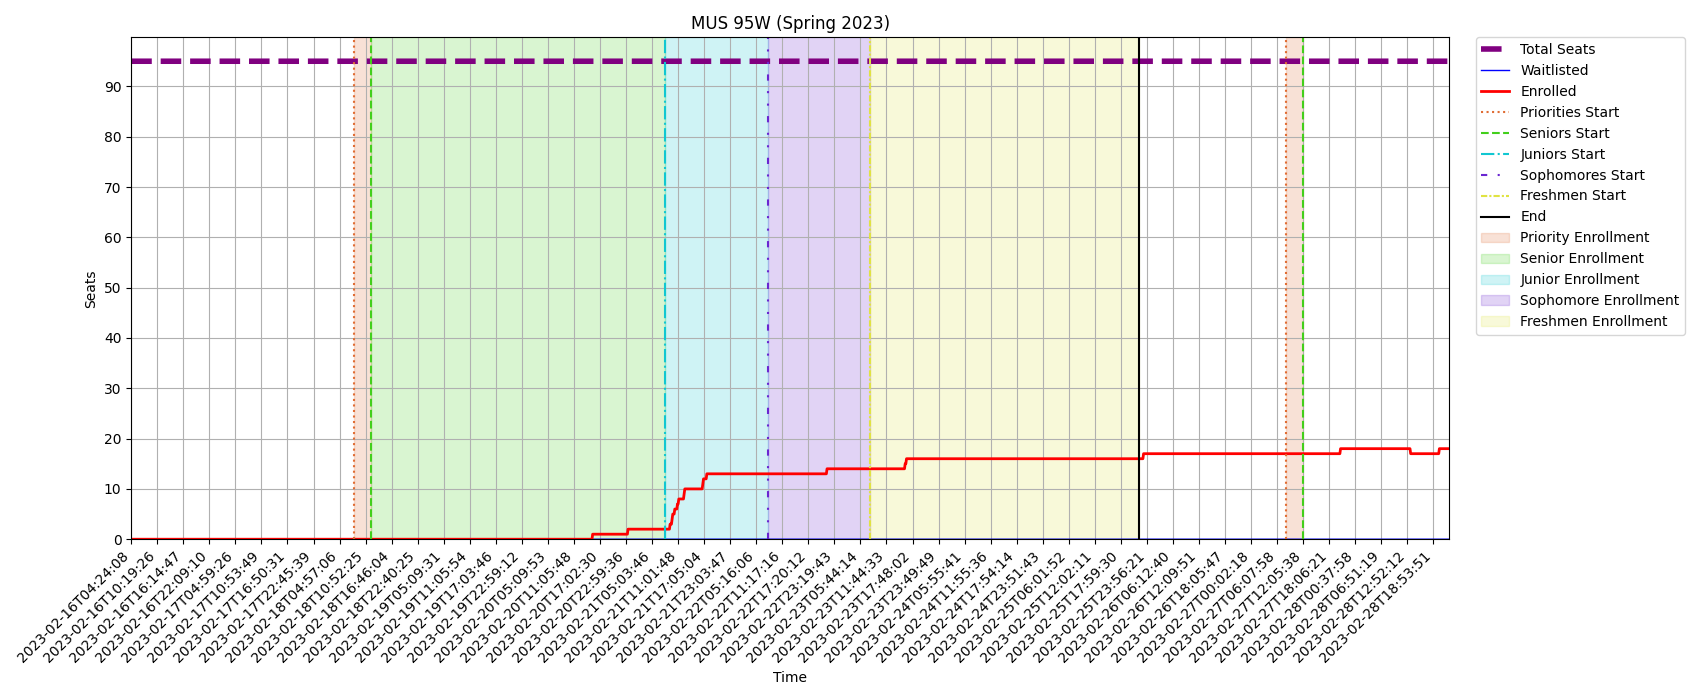 MUS 95W (Spring 2023)
Seats
90
80
70
60
50
40
30
20
10
0
2023-02-16T04:24:08
2023-02-16T10:19:26
2023-02-16T16:14:47
2023-02-16T22:09:10
2023-02-17T04:59:26
2023-02-17T10:53:49
2023-02-17T16:50:31
2023-02-17T22:45:39
2023-02-18T04:57:06
2023-02-18T10:52:25
2023-02-18T16:46:04
2023-02-18T22:40:25
2023-02-19T05:09:31
2023-02-19T11:05:54
2023-02-19T17:03:46
2023-02-19T22:59:12
2023-02-20T05:09:53
2023-02-20T11:05:48
2023-02-20T17:02:30
2023-02-20T22:59:36
2023-02-21T05:03:46
2023-02-21T11:01:48
2023-02-21T17:05:04
2023-02-21T23:03:47
2023-02-22T05:16:06
2023-02-22T11:17:16
2023-02-22T17:20:12
2023-02-22T23:19:43
2023-02-23T05:44:14
2023-02-23T11:44:33
2023-02-23T17:48:02
2023-02-23T23:49:49
2023-02-24T05:55:41
2023-02-24T11:55:36
2023-02-24T17:54:14
2023-02-24T23:51:43
2023-02-25T06:01:52
2023-02-25T12:02:11
2023-02-25T17:59:30
2023-02-25T23:56:21
2023-02-26T06:12:40
2023-02-26T12:09:51
2023-02-26T18:05:47
2023-02-27T00:02:18
2023-02-27T06:07:58
2023-02-27T12:05:38
2023-02-27T18:06:21
2023-02-28T00:37:58
2023-02-28T06:51:19
2023-02-28T12:52:12
2023-02-28T18:53:51
Time
Total Seats
Waitlisted
Enrolled
Priorities Start
Seniors Start
Juniors Start
Sophomores Start
Freshmen Start
End
Priority Enrollment
Senior Enrollment
Junior Enrollment
Sophomore Enrollment
Freshmen Enrollment